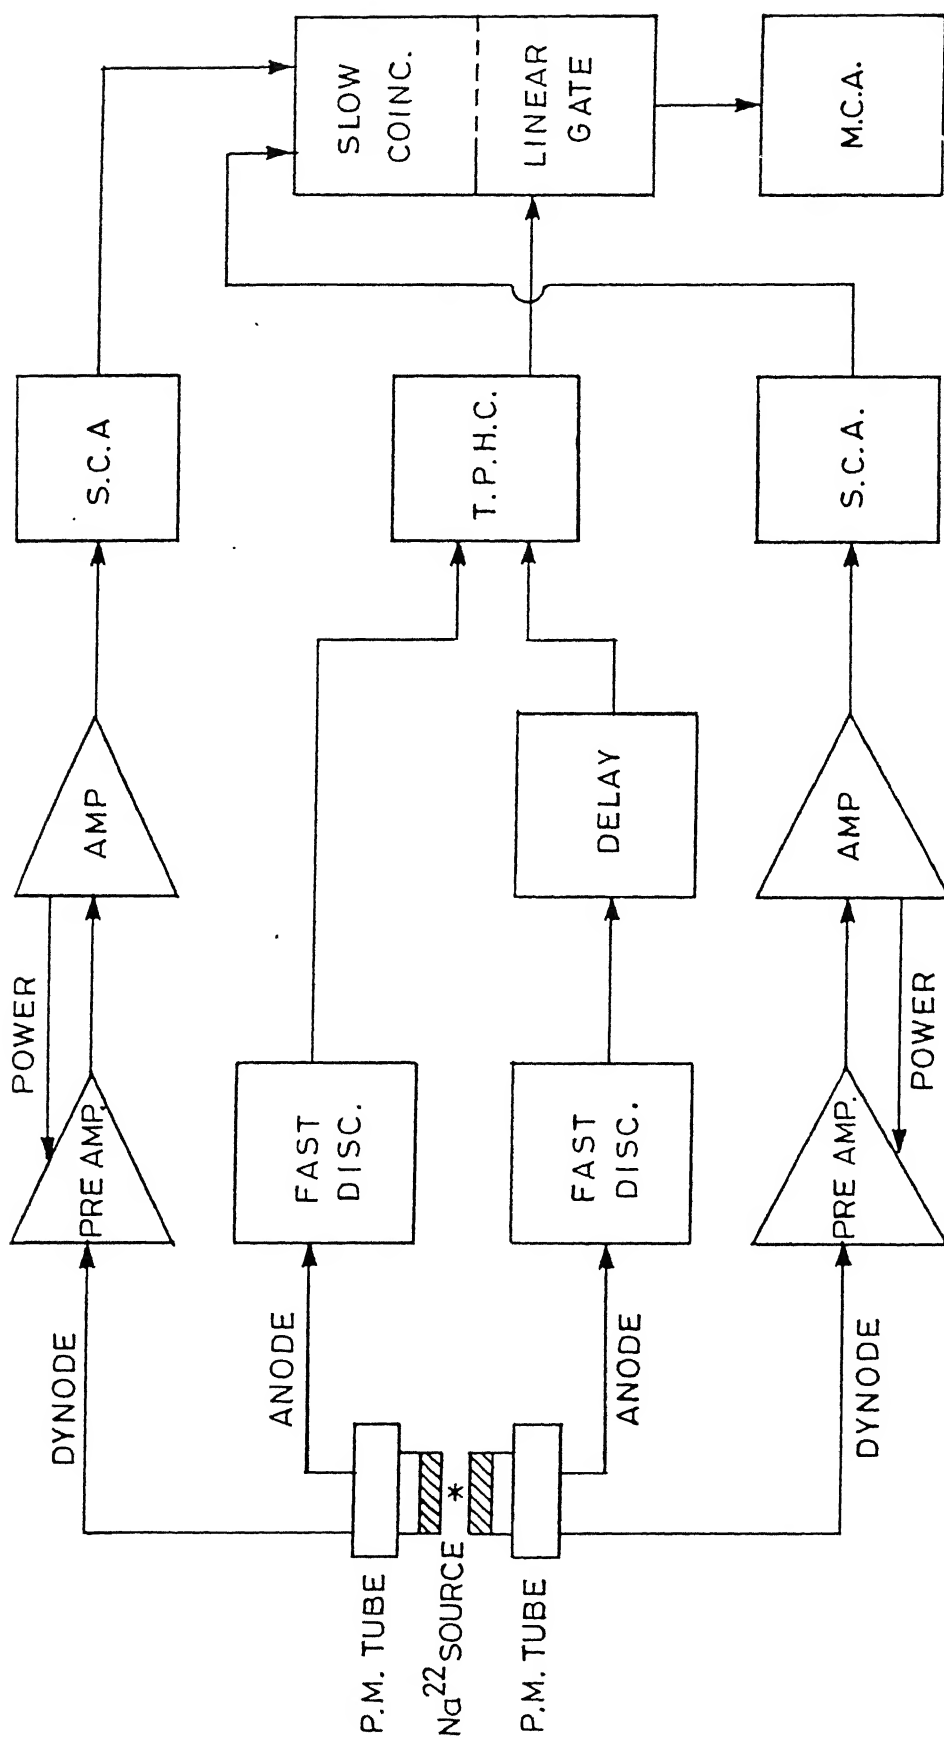 SLOW
COINC.
LINEAR
GATE
M.C.A.
S.C.A
T.P.H.C.
S.C.A.
AMP
DELAY
AMP
POWER
POWER
PRE AMP.
FAST
DISC.
FAST
DISC.
PRE AMP.
DYNODE
ANODE
ANODE
DYNODE
P.M. TUBE
Na²² SOURCE
P.M. TUBE